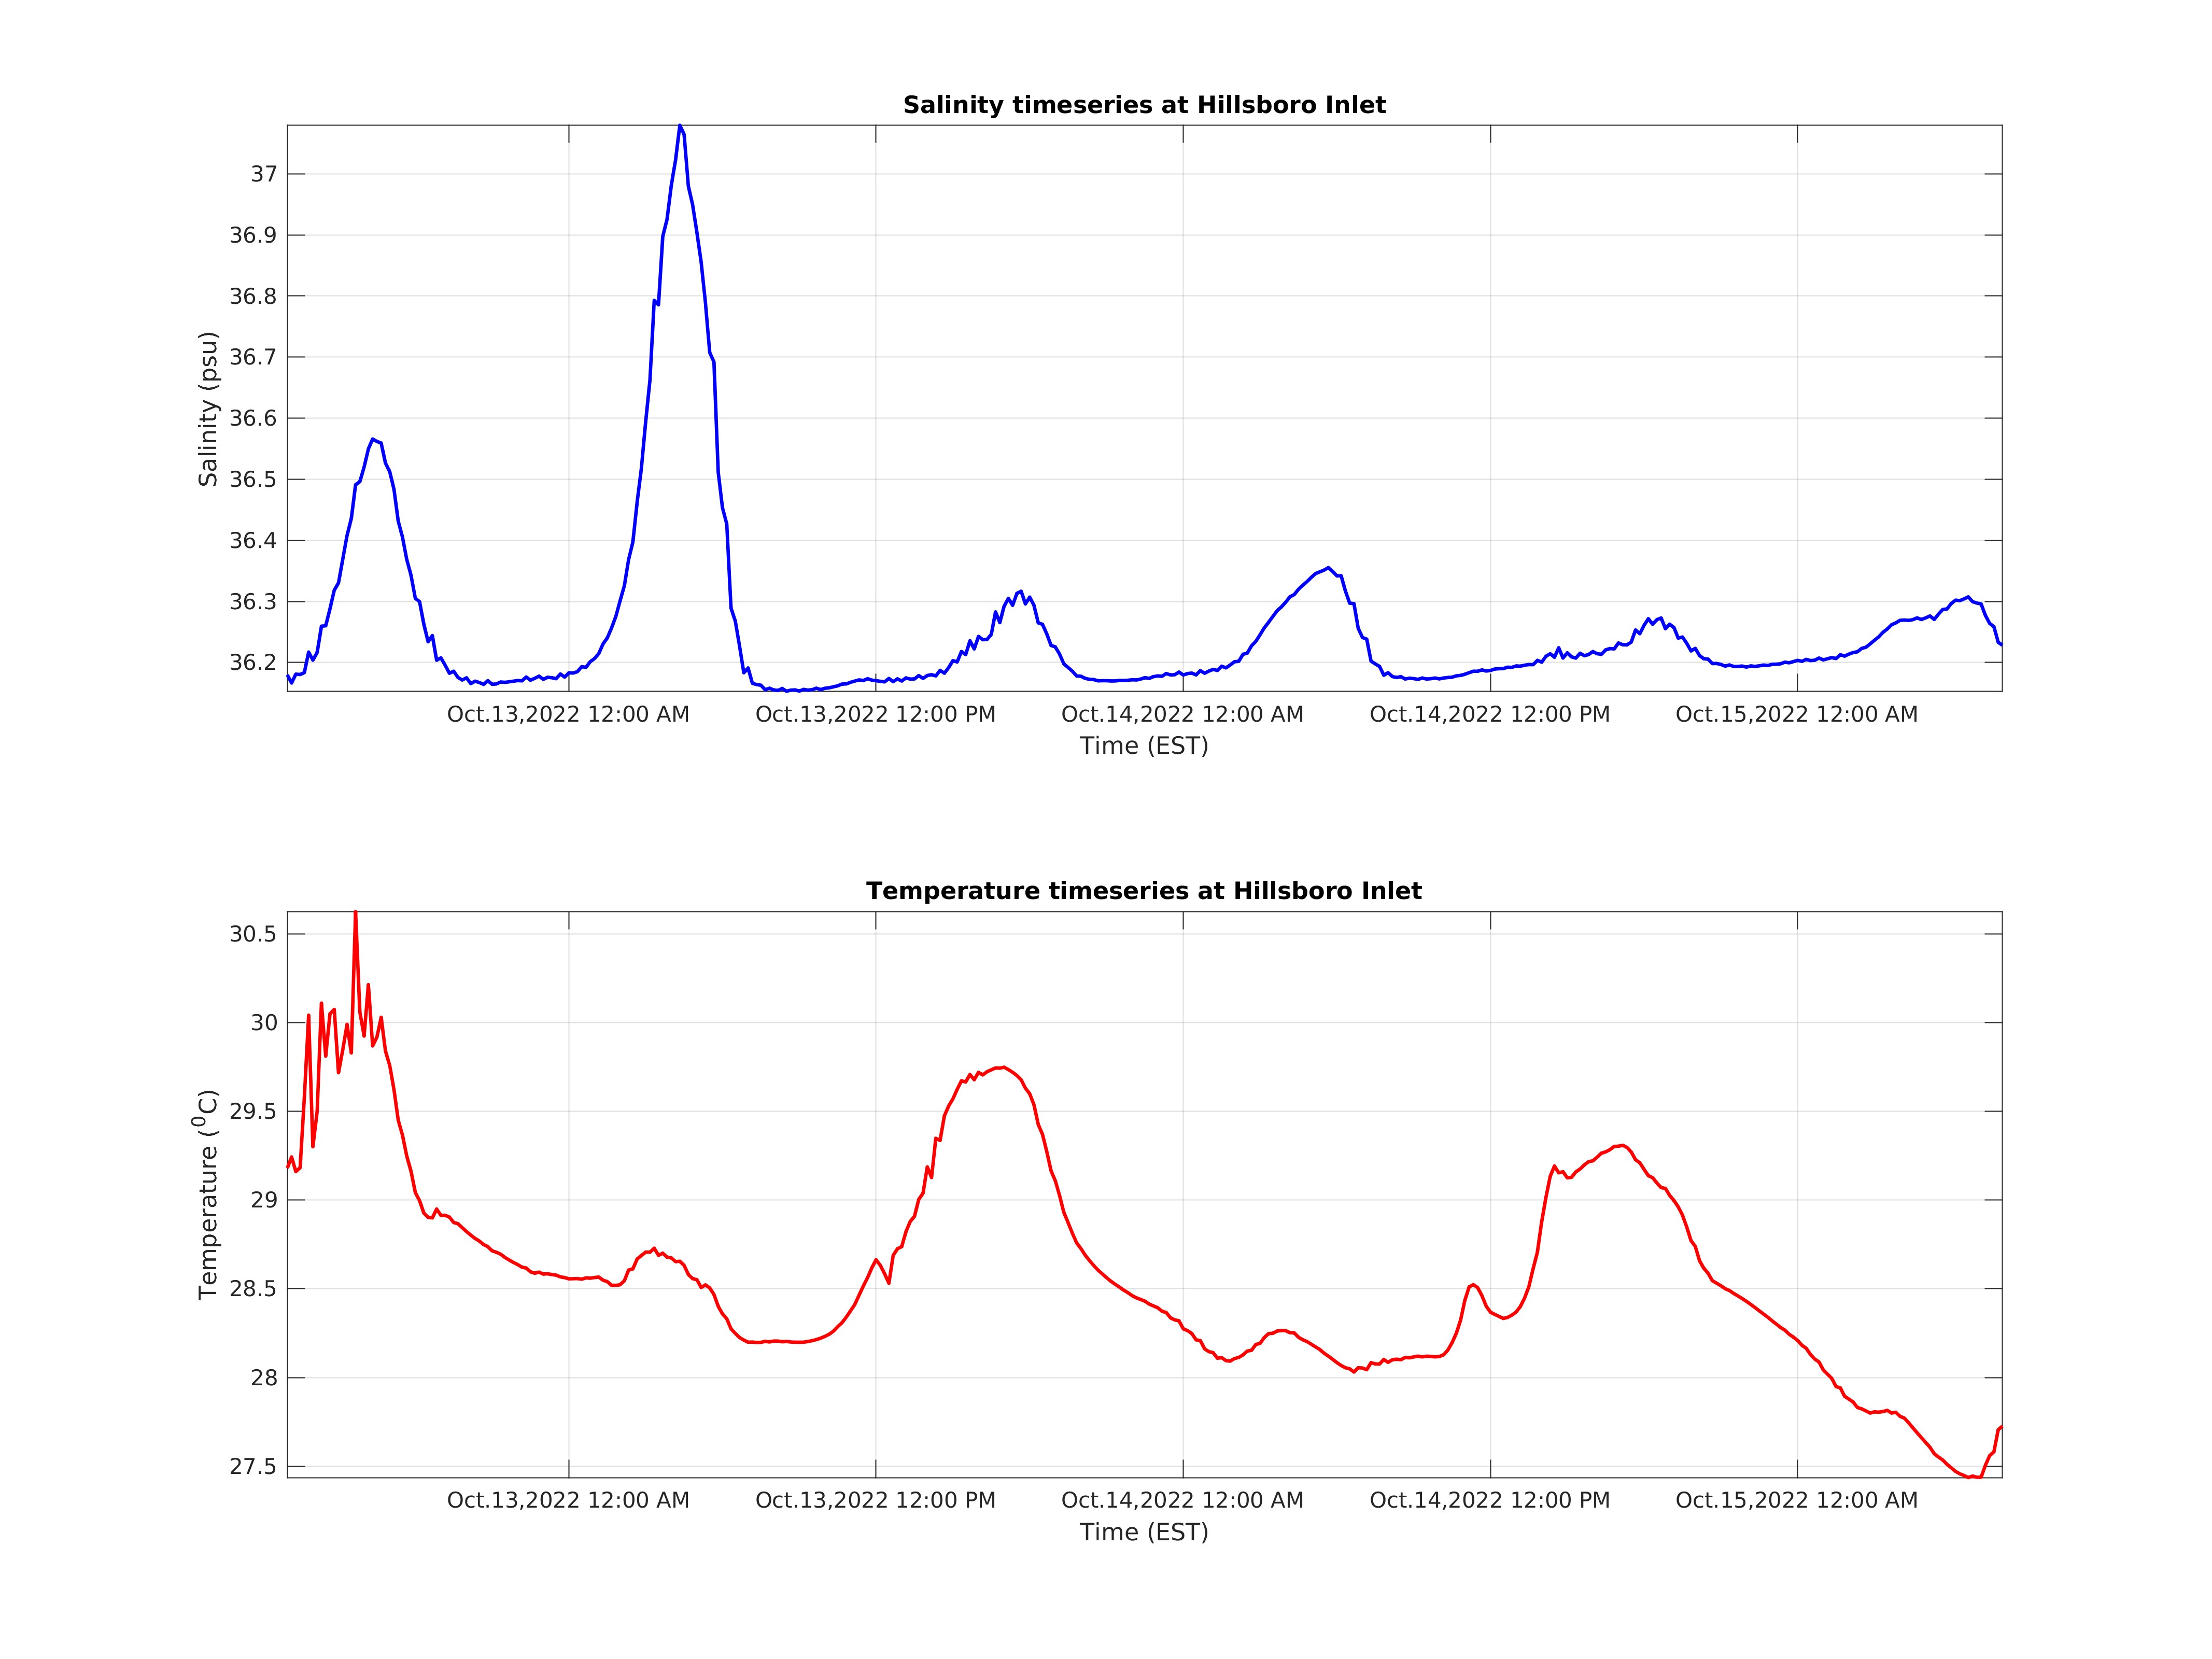 Salinity timeseries at Hillsboro Inlet
37
36.9
36.8
36.7
36.6
36.5
36.4
36.3
36.2
Salinity (psu)
Oct.13,2022 12:00 AM
Oct.13,2022 12:00 PM
Oct.14,2022 12:00 AM
Oct.14,2022 12:00 PM
Oct.15,2022 12:00 AM
Time (EST)
Temperature timeseries at Hillsboro Inlet
30.5
30
29.5
29
28.5
28
27.5
Temperature (⁰C)
Oct.13,2022 12:00 AM
Oct.13,2022 12:00 PM
Oct.14,2022 12:00 AM
Oct.14,2022 12:00 PM
Oct.15,2022 12:00 AM
Time (EST)